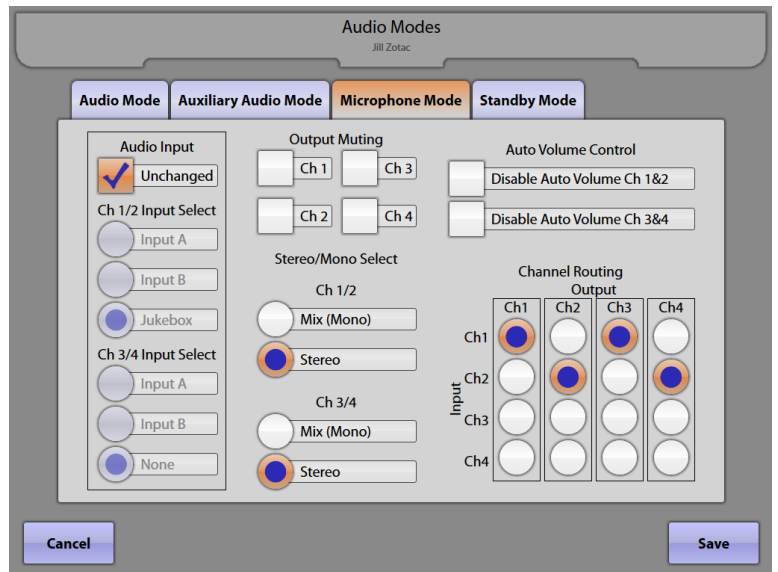 Audio Modes
Jill Zotac
Audio Mode
Auxiliary Audio Mode
Microphone Mode
Standby Mode
Audio Input
Unchanged
Ch 1/2 Input Select
Input A
Input B
Jukebox
Ch 3/4 Input Select
Input A
Input B
None
Output Muting
Ch 1
Ch 3
Ch 2
Ch 4
Stereo/Mono Select
Ch 1/2
Mix (Mono)
Stereo
Ch 3/4
Mix (Mono)
Stereo
Auto Volume Control
Disable Auto Volume Ch 1&2
Disable Auto Volume Ch 3&4
Channel Routing
Output
Ch1 Ch2 Ch3 Ch4
Input
Ch1
Ch2
Ch3
Ch4
Cancel
Save